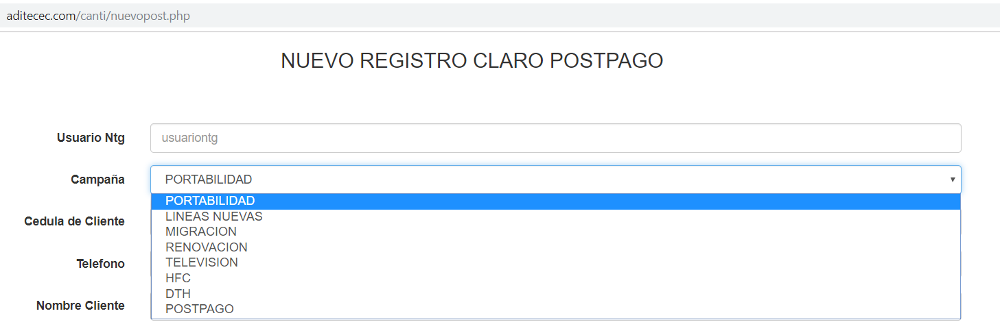 aditecec.com/canti/nuevopost.php
NUEVO REGISTRO CLARO POSTPAGO
Usuario Ntg
usuariontg
Campaña
PORTABILIDAD
PORTABILIDAD
LINEAS NUEVAS
MIGRACION
RENOVACION
TELEVISION
HFC
DTH
POSTPAGO
Cedula de Cliente
Telefono
Nombre Cliente